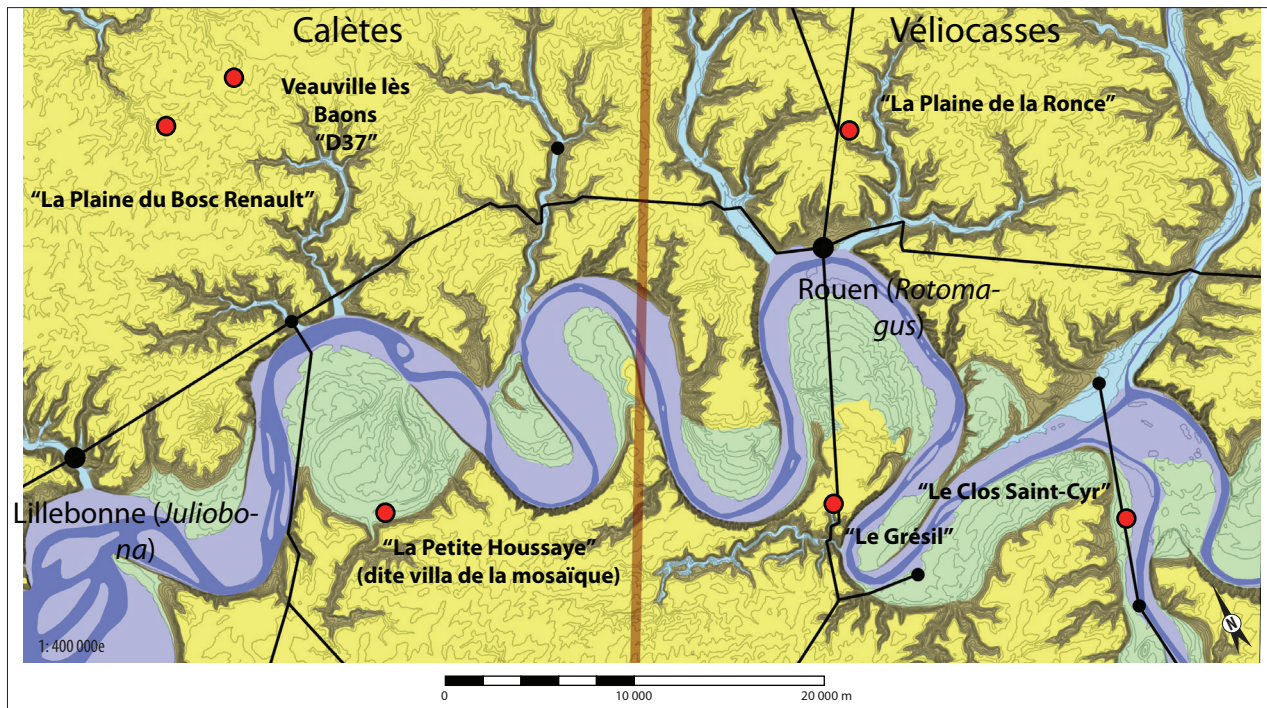 Calètes
Véliocasses
Veauville lès
Baons
“D37”
“La Plaine de la Ronce”
“La Plaine du Bosc Renault”
Rouen (Rotoma-
gus)
Lillebonne (Juliobo-
na)
“Le Clos Saint-Cyr”
“Le Grésil”
“La Petite Houssaye”
(dite villa de la mosaïque)
N
1: 400 000e
0 10 000 20 000 m